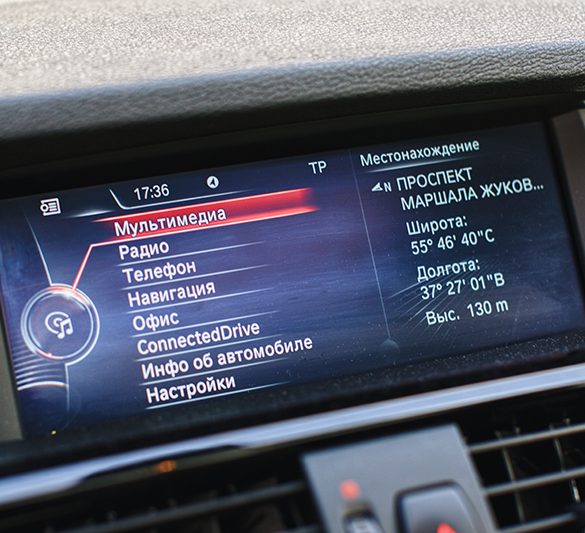 17:36
TP
Мультимедиа
Радио
Телефон
Навигация
Офис
ConnectedDrive
Инфо об автомобиле
Настройки
Местонахождение
N ПРОСПЕКТ
МАРШАЛА ЖУКОВ...
Широта:
55° 46' 40"С
Долгота:
37° 27' 01"В
Выс. 130 m